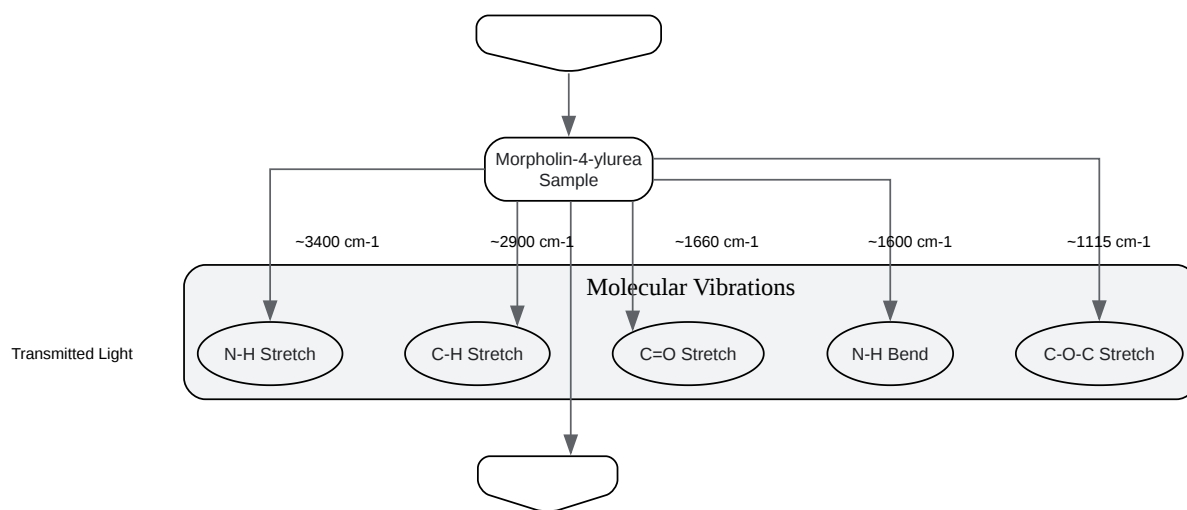 Morpholin-4-ylurea
Sample
~3400 cm-1
~2900 cm-1
~1660 cm-1
~1600 cm-1
~1115 cm-1
Molecular Vibrations
Transmitted Light
N-H Stretch
C-H Stretch
C=O Stretch
N-H Bend
C-O-C Stretch